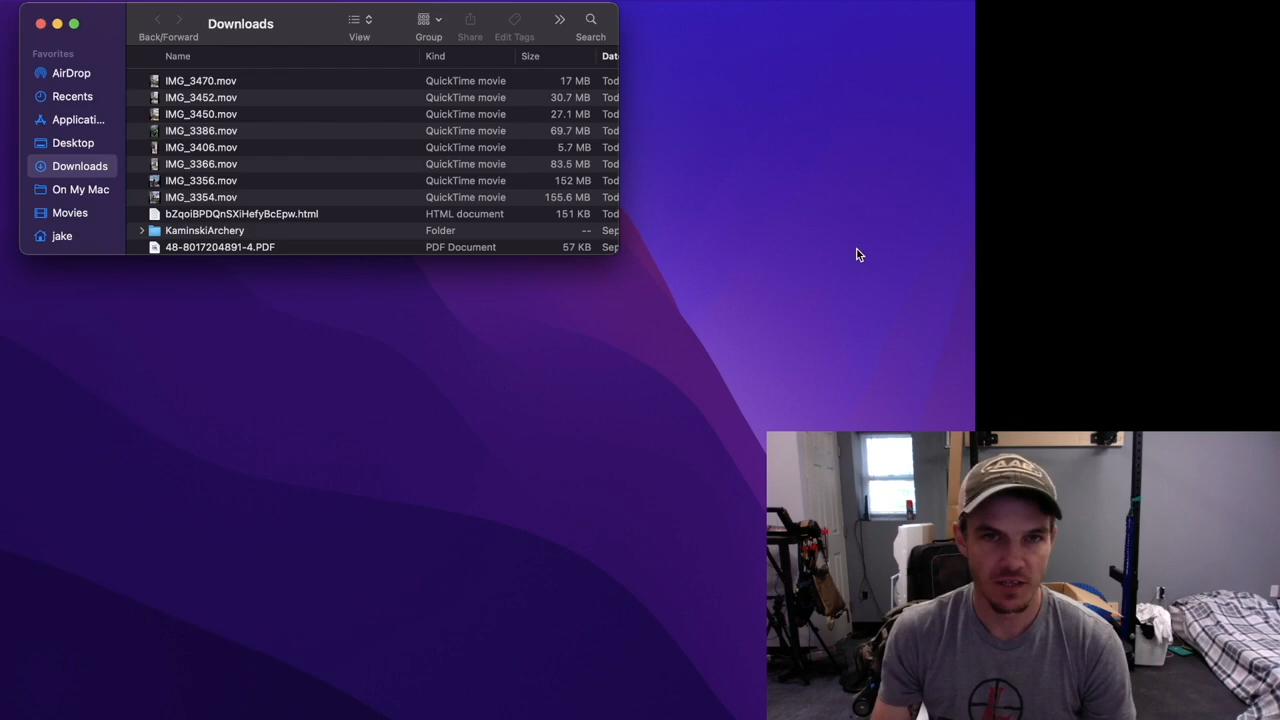 Downloads
Back/Forward View Group Share Edit Tags Search
Favorites
AirDrop
Recents
Applicati...
Desktop
Downloads
On My Mac
Movies
jake
Name Kind Size Dat
IMG_3470.mov QuickTime movie 17 MB Tod
IMG_3452.mov QuickTime movie 30.7 MB Tod
IMG_3450.mov QuickTime movie 27.1 MB Tod
IMG_3386.mov QuickTime movie 69.7 MB Tod
IMG_3406.mov QuickTime movie 5.7 MB Tod
IMG_3366.mov QuickTime movie 83.5 MB Tod
IMG_3356.mov QuickTime movie 152 MB Tod
IMG_3354.mov QuickTime movie 155.6 MB Tod
bZqoiBPDQnSXiHefyBcEpw.html HTML document 151 KB Tod
KaminskiArchery Folder -- Sep
48-8017204891-4.PDF PDF Document 57 KB Sep
AAE